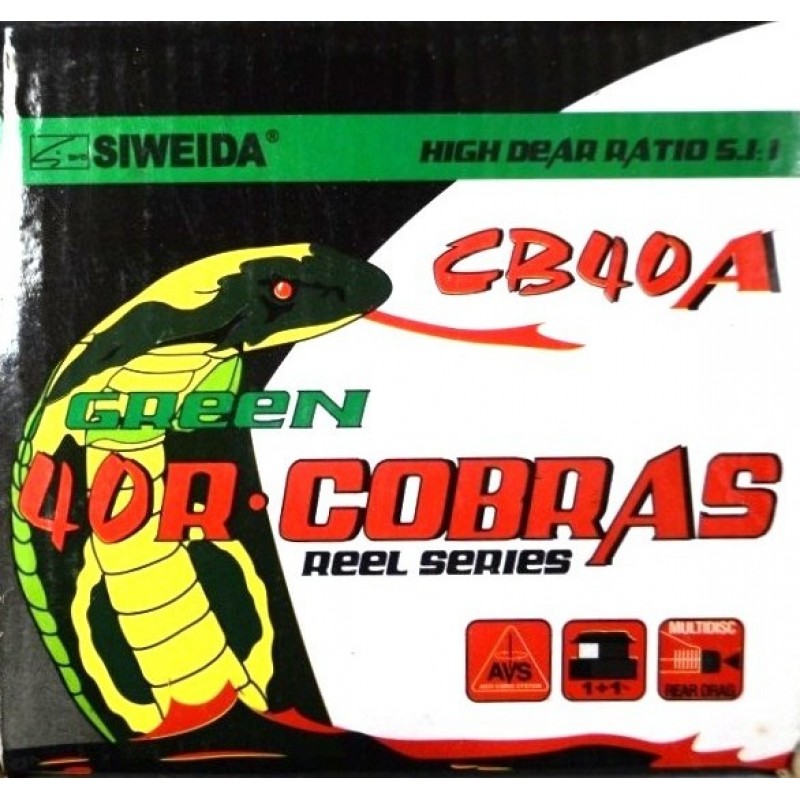 SIWEIDA®
HIGH DEAR RATIO 5.1:1
CB40A
GREEN
40R·COBRAS
REEL SERIES
AVS
1+1
MULTIDISC
REAR DRAG